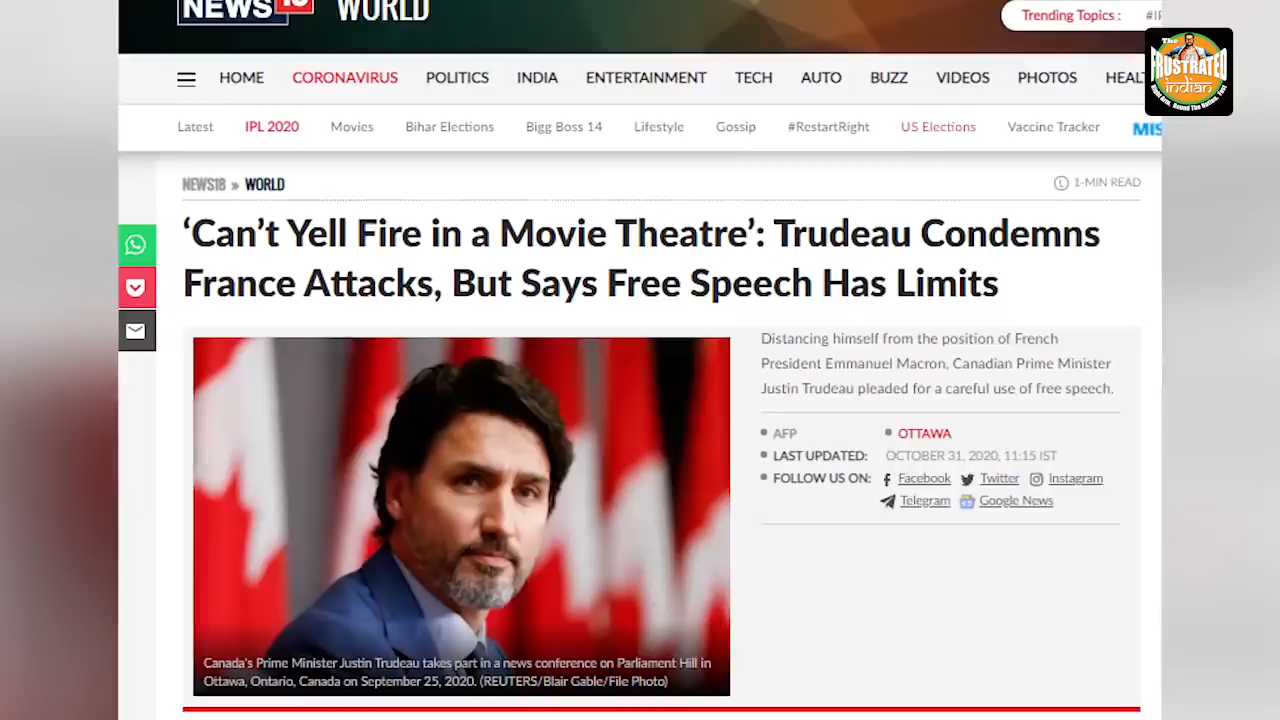 NEWS18
WORLD
Trending Topics :
The
FRUSTRATED
indian
HOME
CORONAVIRUS
POLITICS
INDIA
ENTERTAINMENT
TECH
AUTO
BUZZ
VIDEOS
PHOTOS
Latest
IPL 2020
Movies
Bihar Elections
Bigg Boss 14
Lifestyle
Gossip
#RestartRight
US Elections
Vaccine Tracker
NEWS18 » WORLD
1-MIN READ
‘Can’t Yell Fire in a Movie Theatre’: Trudeau Condemns
France Attacks, But Says Free Speech Has Limits
Distancing himself from the position of French
President Emmanuel Macron, Canadian Prime Minister
Justin Trudeau pleaded for a careful use of free speech.
AFP
OTTAWA
LAST UPDATED: OCTOBER 31, 2020, 11:15 IST
FOLLOW US ON: Facebook Twitter Instagram
Telegram Google News
Canada's Prime Minister Justin Trudeau takes part in a news conference on Parliament Hill in
Ottawa, Ontario, Canada on September 25, 2020. (REUTERS/Blair Gable/File Photo)